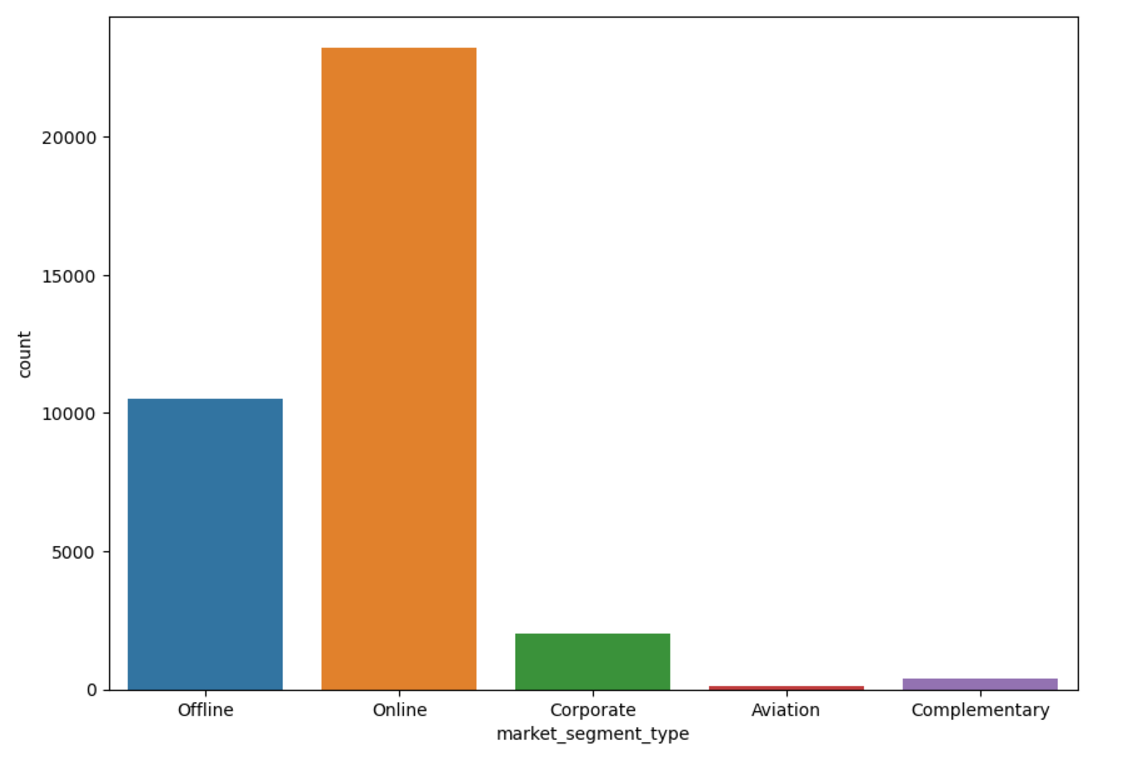 20000
15000
10000
5000
0
count
Offline Online Corporate Aviation Complementary
market_segment_type